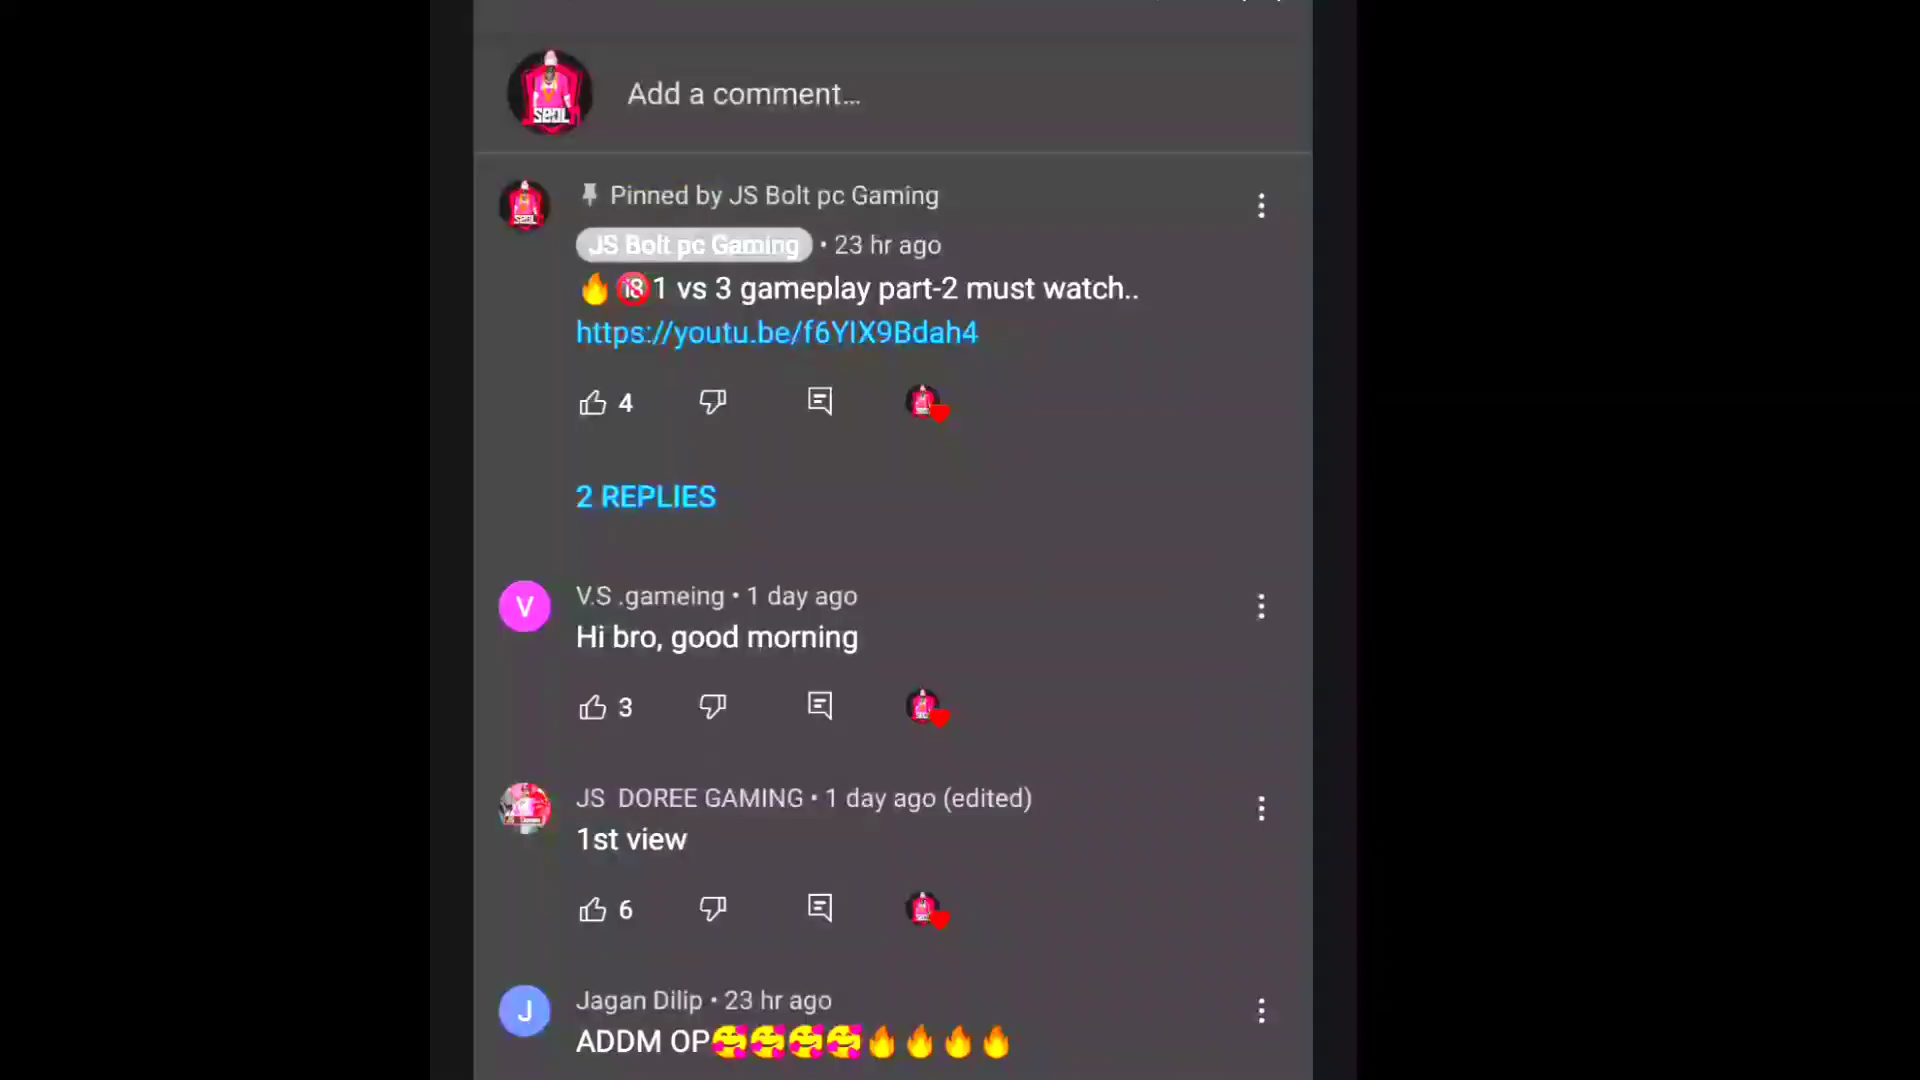 Add a comment...
Pinned by JS Bolt pc Gaming
JS Bolt pc Gaming • 23 hr ago
🔥🔞1 vs 3 gameplay part-2 must watch..
https://youtu.be/f6YIX9Bdah4
4
2 REPLIES
V
V.S .gameing • 1 day ago
Hi bro, good morning
3
JS DOREE GAMING • 1 day ago (edited)
1st view
6
J
Jagan Dilip • 23 hr ago
ADDM OP🥰🥰🥰🥰🔥🔥🔥🔥